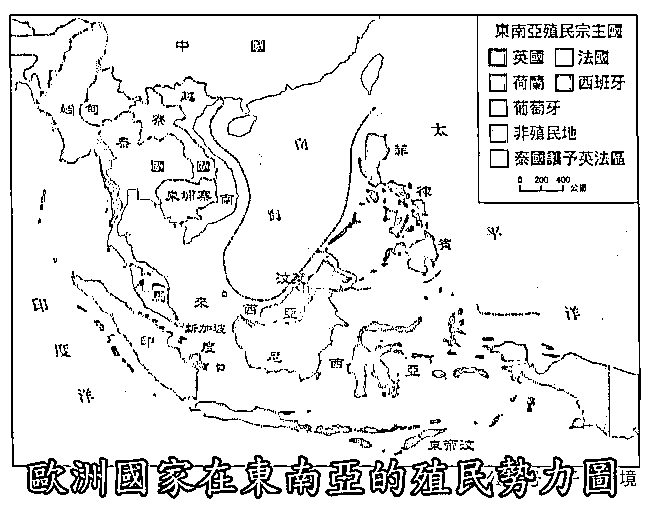 東南亞殖民宗主國
英國 法國
荷蘭 西班牙
葡萄牙
非殖民地
泰國讓予英法區
0 200 400
公里
中 國
緬甸
寮國
越南
泰國
柬埔寨
南
海
菲律賓
太平洋
汶萊
馬來西亞
新加坡
印度尼西亞
印度洋
東帝汶
歐洲國家在東南亞的殖民勢力圖
境